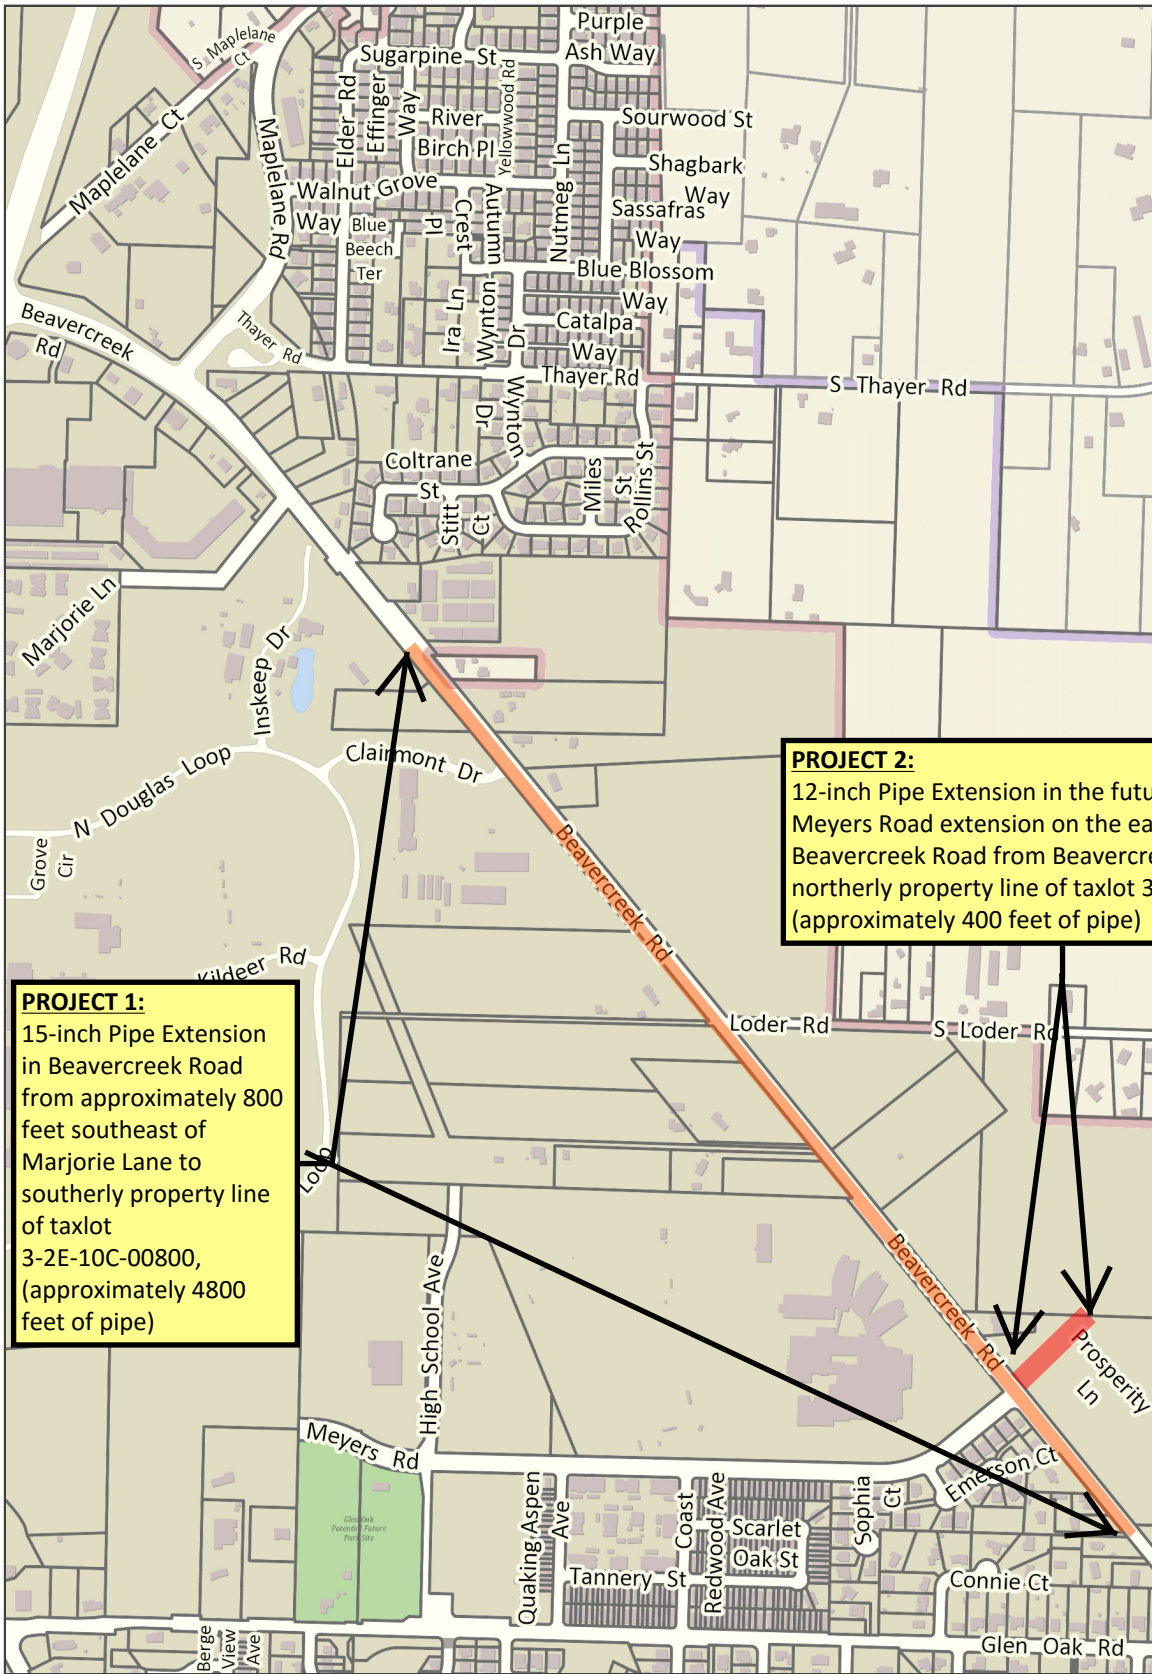 Purple
Ash Way
S Maplelane
Ct
Sugarpine St
Maplelane Ct
Maplelane Rd
Elder Rd
Effinger
Way
River
Birch Pl
Yellowwood Rd
Nutmeg Ln
Sourwood St
Shagbark
Way
Sassafras
Way
Walnut Grove
Way
Blue
Beech
Ter
Crest
Pl
Autumn
Wynton
Dr
Ira Ln
Blue Blossom
Way
Catalpa
Way
Beavercreek
Rd
Thayer Rd
Thayer Rd
S Thayer Rd
Wynton
Dr
Coltrane
St
Stitt
Ct
Miles
St
Rollins St
Marjorie Ln
Inskeep Dr
N Douglas Loop
Clairmont Dr
Grove
Cir
Beavercreek Rd
PROJECT 2:
12-inch Pipe Extension in the futu
Meyers Road extension on the ea
Beavercreek Road from Beavercre
northerly property line of taxlot 3
(approximately 400 feet of pipe)
Kildeer Rd
Loder Rd
S Loder Rd
PROJECT 1:
15-inch Pipe Extension
in Beavercreek Road
from approximately 800
feet southeast of
Marjorie Lane to
southerly property line
of taxlot
3-2E-10C-00800,
(approximately 4800
feet of pipe)
Loop
High School Ave
Beavercreek Rd
Prosperity
Ln
Meyers Rd
Emerson Ct
Glen Oak
Potential Future
Park Site
Quaking Aspen
Ave
Coast
Redwood Ave
Scarlet
Oak St
Sophia
Ct
Tannery St
Connie Ct
Berge
View
Ave
Glen Oak Rd